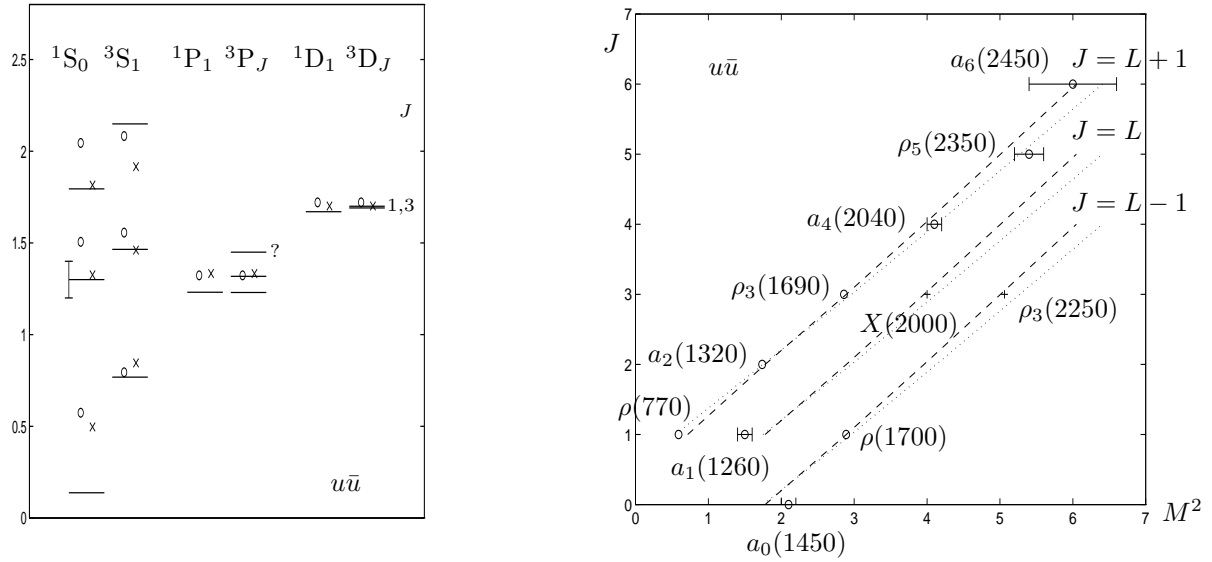 2.5
2
1.5
1
0.5
0
¹S₀ ³S₁ ¹P₁ ³P_J ¹D₁ ³D_J
J
1,3
?
uū
7
6
5
4
3
2
1
0
J
uū
a₆(2450)
J = L + 1
ρ₅(2350)
J = L
a₄(2040)
J = L − 1
ρ₃(1690)
X(2000)
ρ₃(2250)
a₂(1320)
ρ(770)
a₁(1260)
ρ(1700)
0 1 2 3 4 5 6 7 M²
a₀(1450)